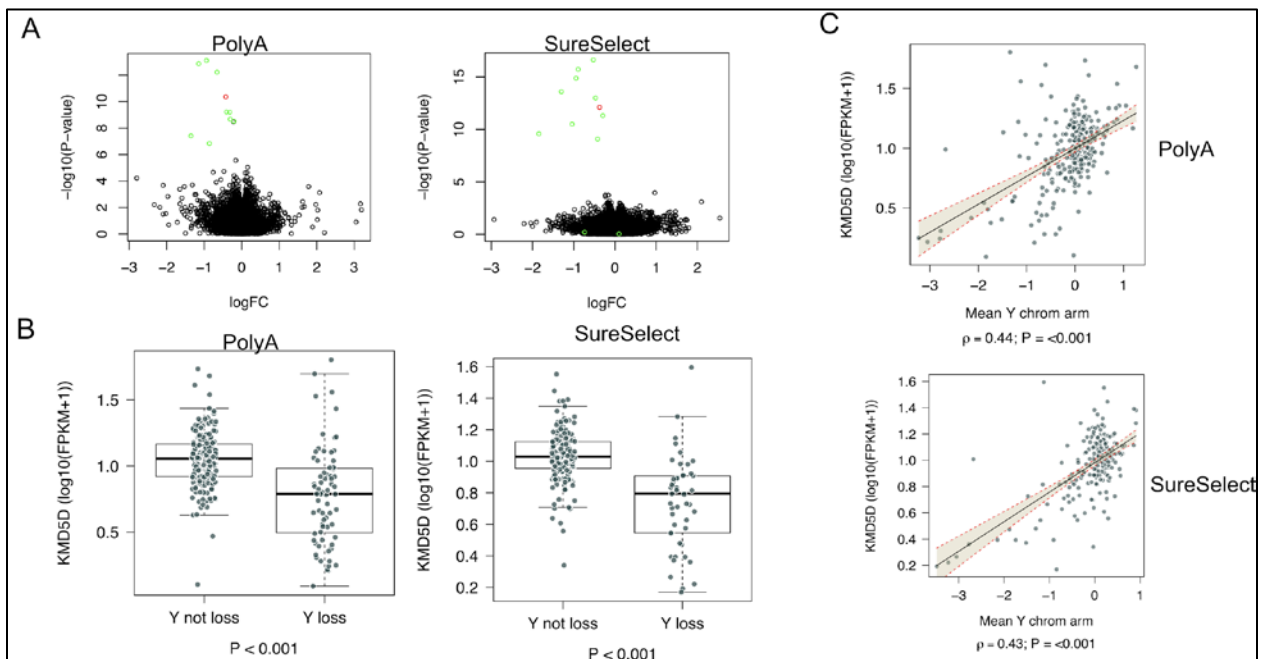 A
PolyA
−log10(P-value)
12
10
8
6
4
2
0
−3 −2 −1 0 1 2 3
logFC
SureSelect
−log10(P-value)
15
10
5
0
−3 −2 −1 0 1 2
logFC
B
PolyA
KMD5D (log10(FPKM+1))
1.5
1.0
0.5
Y not loss Y loss
P < 0.001
SureSelect
KMD5D (log10(FPKM+1))
1.6
1.4
1.2
1.0
0.8
0.6
0.4
0.2
Y not loss Y loss
P < 0.001
C
PolyA
KMD5D (log10(FPKM+1))
1.5
1.0
0.5
−3 −2 −1 0 1
Mean Y chrom arm
ρ = 0.44; P = <0.001
SureSelect
KMD5D (log10(FPKM+1))
1.6
1.4
1.2
1.0
0.8
0.6
0.4
0.2
−3 −2 −1 0 1
Mean Y chrom arm
ρ = 0.43; P = <0.001